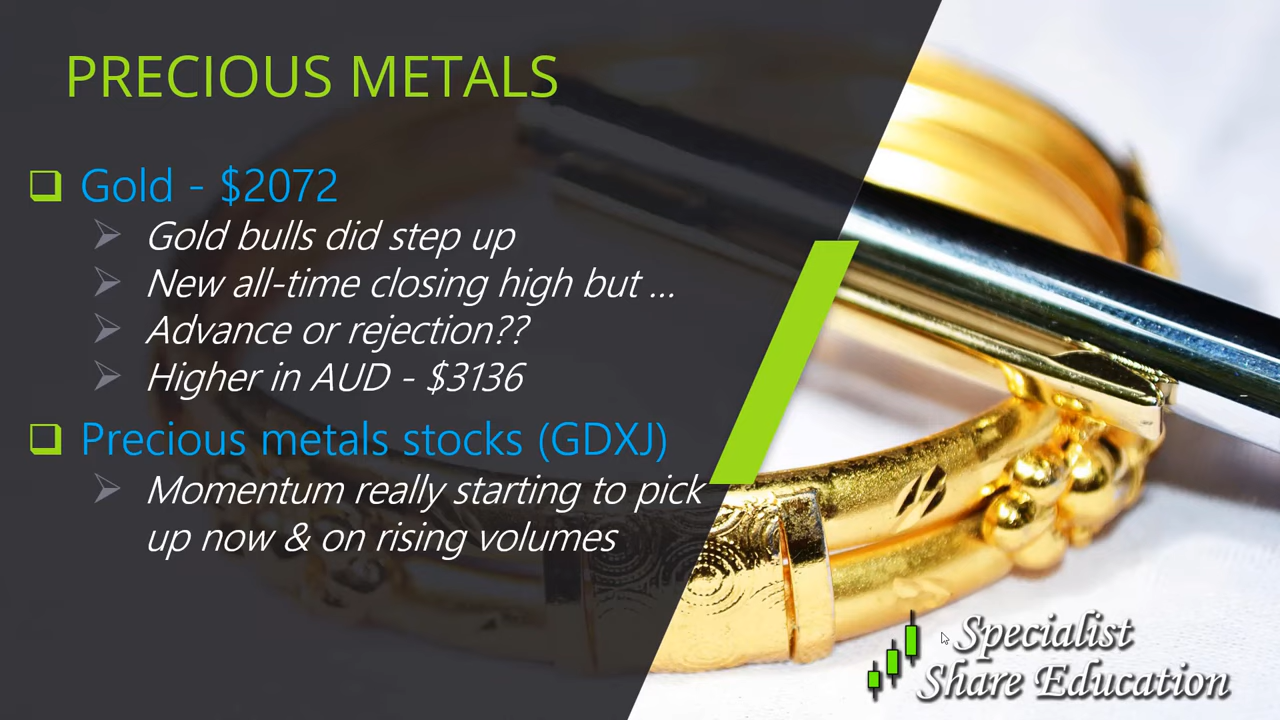 PRECIOUS METALS
Gold - $2072
Gold bulls did step up
New all-time closing high but ...
Advance or rejection??
Higher in AUD - $3136
Precious metals stocks (GDXJ)
Momentum really starting to pick
up now & on rising volumes
Specialist
Share Education